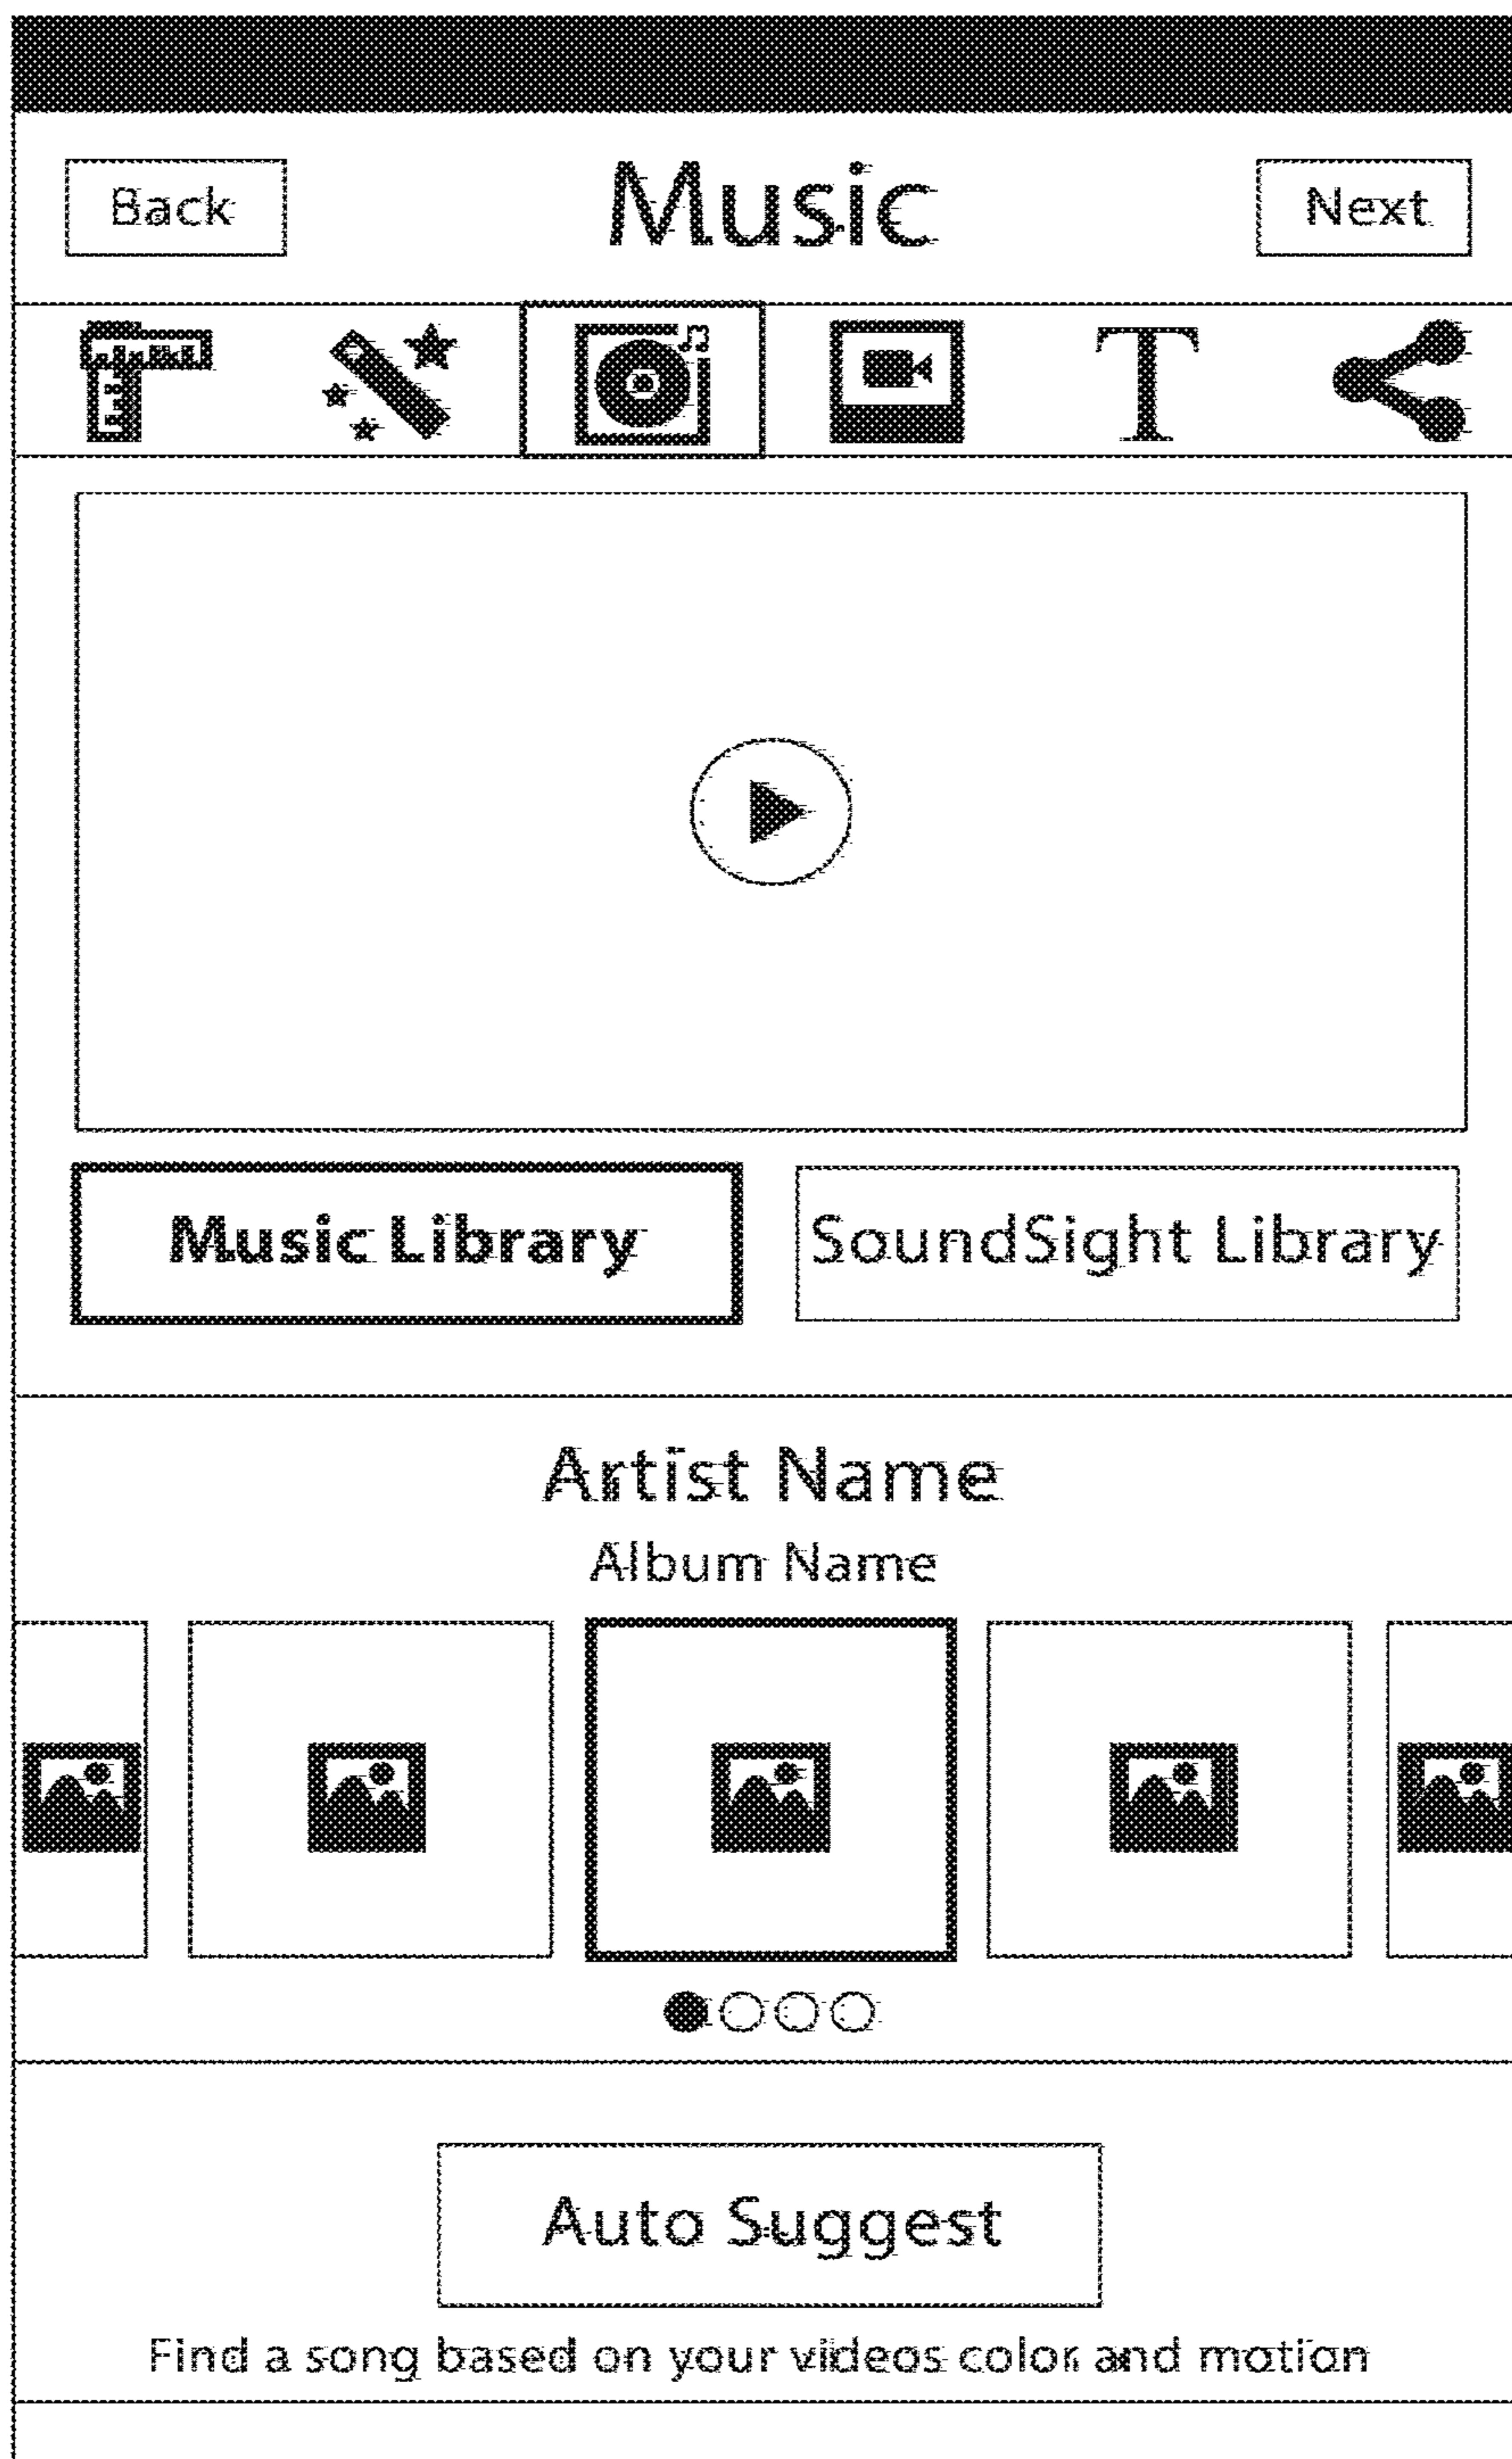 Back Music Next
T
Music Library SoundSight Library
Artist Name
Album Name
Auto Suggest
Find a song based on your videos color and motion